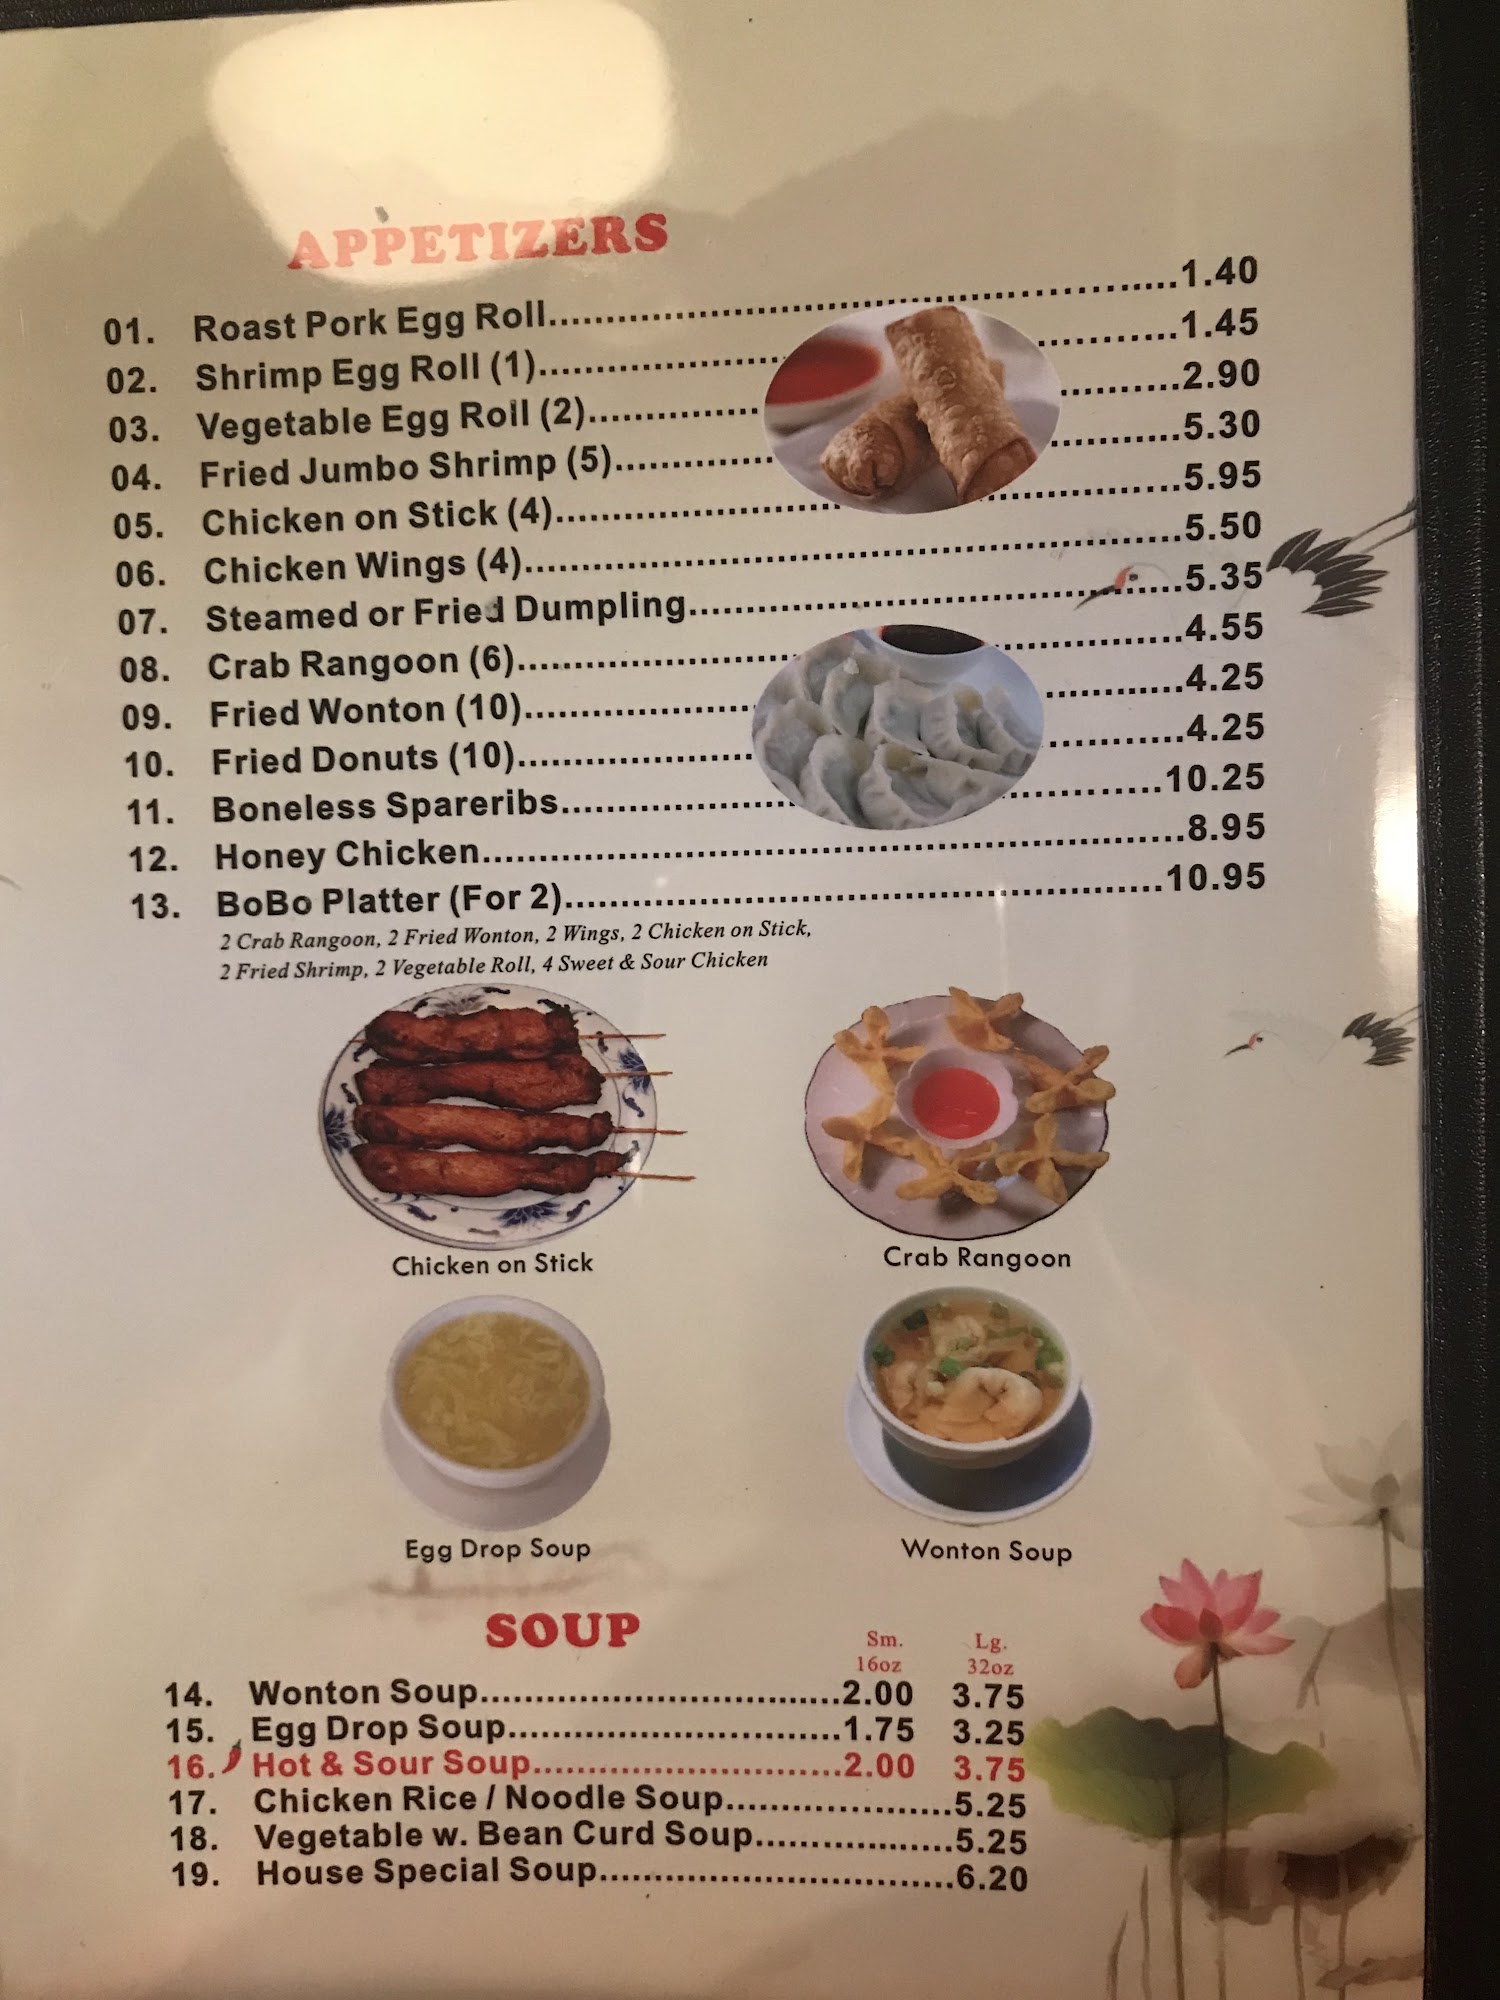 APPETIZERS
01. Roast Pork Egg Roll..........1.40
02. Shrimp Egg Roll (1)..........1.45
03. Vegetable Egg Roll (2)..........2.90
04. Fried Jumbo Shrimp (5)..........5.30
05. Chicken on Stick (4)..........5.95
06. Chicken Wings (4)..........5.50
07. Steamed or Fried Dumpling..........5.35
08. Crab Rangoon (6)..........4.55
09. Fried Wonton (10)..........4.25
10. Fried Donuts (10)..........4.25
11. Boneless Spareribs..........10.25
12. Honey Chicken..........8.95
13. BoBo Platter (For 2)..........10.95
2 Crab Rangoon, 2 Fried Wonton, 2 Wings, 2 Chicken on Stick,
2 Fried Shrimp, 2 Vegetable Roll, 4 Sweet & Sour Chicken
Chicken on Stick
Crab Rangoon
Egg Drop Soup
Wonton Soup
SOUP
Sm. Lg.
16oz 32oz
14. Wonton Soup..........2.00 3.75
15. Egg Drop Soup..........1.75 3.25
16. Hot & Sour Soup..........2.00 3.75
17. Chicken Rice / Noodle Soup..........5.25
18. Vegetable w. Bean Curd Soup..........5.25
19. House Special Soup..........6.20